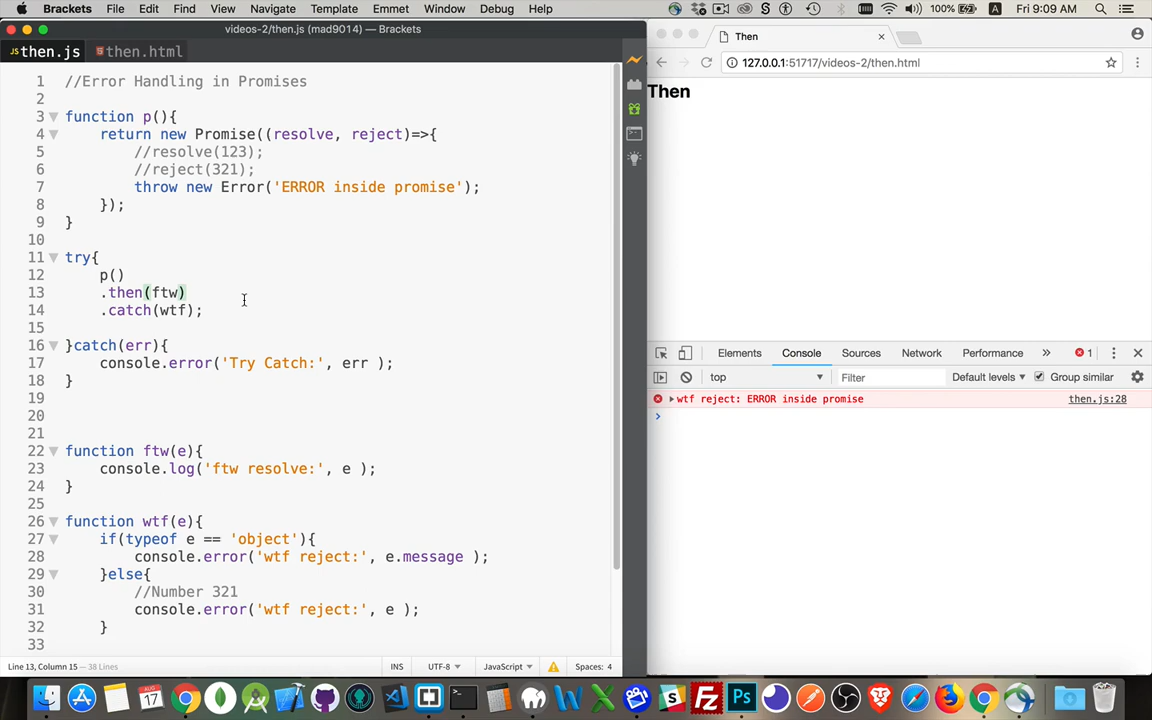 Brackets File Edit Find View Navigate Template Emmet Window Debug Help 100% A Fri 9:09 AM
videos-2/then.js (mad9014) — Brackets
JS then.js then.html
Then
127.0.0.1:51717/videos-2/then.html
Then
1 //Error Handling in Promises
2
3 function p(){
4 return new Promise((resolve, reject)=>{
5 //resolve(123);
6 //reject(321);
7 throw new Error('ERROR inside promise');
8 });
9 }
10
11 try{
12 p()
13 .then(ftw)
14 .catch(wtf);
15
16 }catch(err){
17 console.error('Try Catch:', err );
18 }
19
20
21
22 function ftw(e){
23 console.log('ftw resolve:', e );
24 }
25
26 function wtf(e){
27 if(typeof e == 'object'){
28 console.error('wtf reject:', e.message );
29 }else{
30 //Number 321
31 console.error('wtf reject:', e );
32 }
33
Line 13, Column 15 — 38 Lines INS UTF-8 JavaScript Spaces: 4
Elements Console Sources Network Performance » 1
top Filter Default levels Group similar
wtf reject: ERROR inside promise then.js:28
AUG
17
W X S Fz Ps